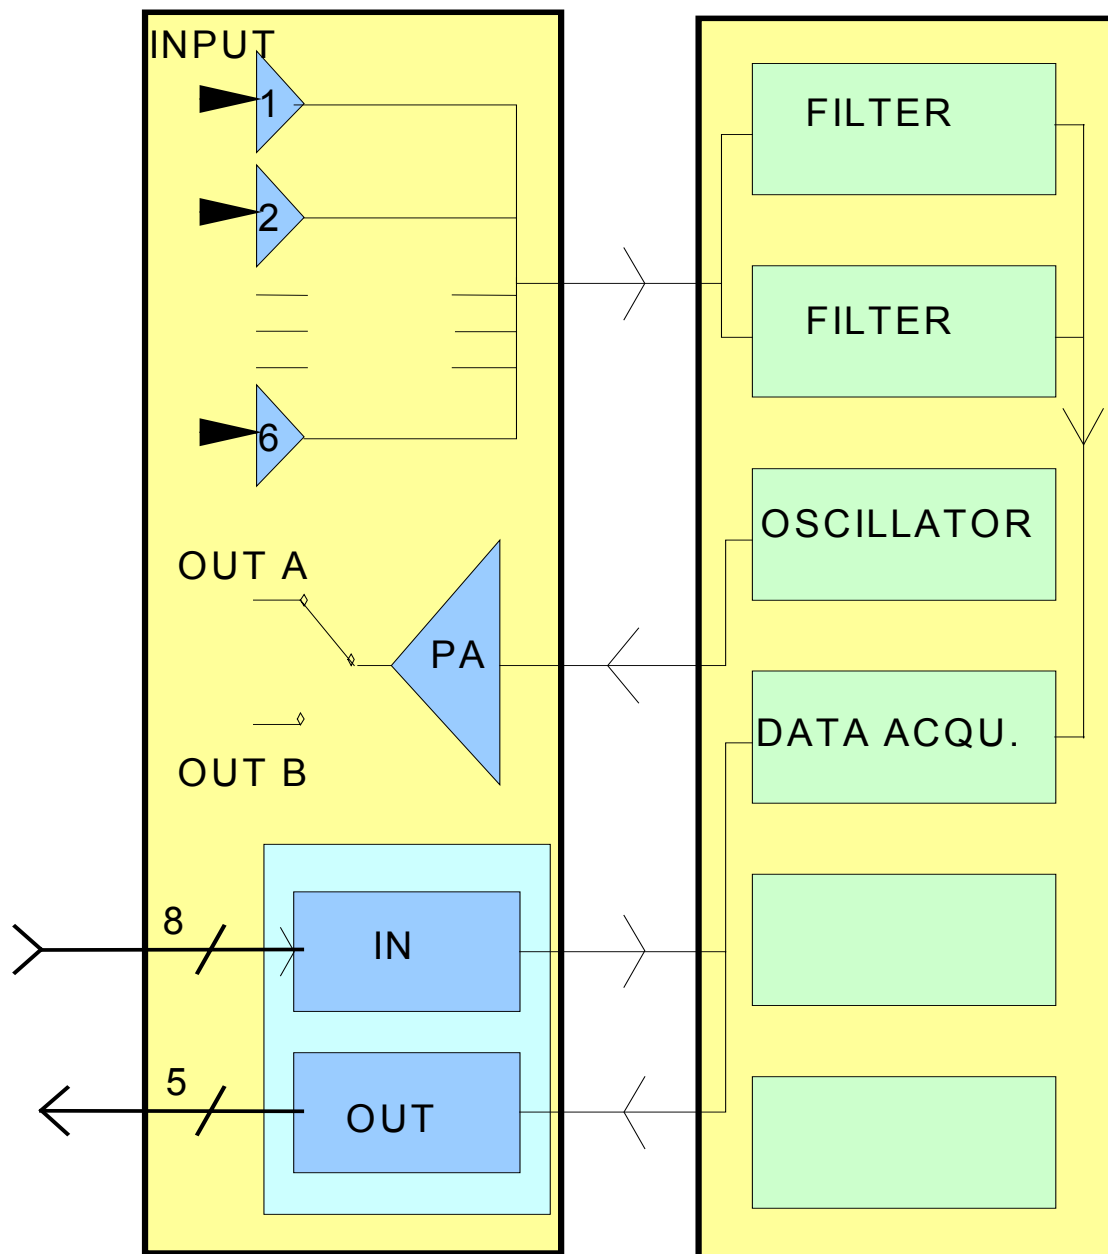 INPUT
1
2
6
OUT A
PA
OUT B
8
IN
5
OUT
FILTER
FILTER
OSCILLATOR
DATA ACQU.